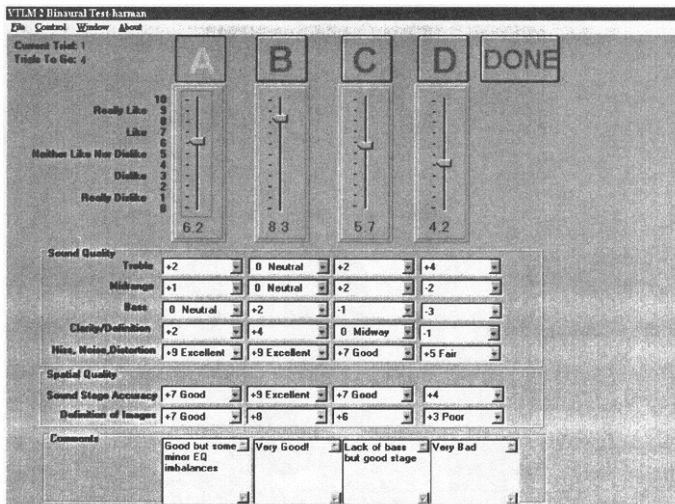 VTLM 2 Binaural Test-harman
File Control Window About
Current Trial: 1
Trials To Go: 4
A B C D DONE
10
Really Like 9
8
Like 7
6
Neither Like Nor Dislike 5
4
Dislike 3
2
Really Dislike 1
0
6.2 8.3 5.7 4.2
Sound Quality
Treble +2 0 Neutral +2 +4
Midrange +1 0 Neutral +2 -2
Bass 0 Neutral +2 -1 -3
Clarity/Definition +2 +4 0 Midway -1
Hiss, Noise,Distortion +9 Excellent +9 Excellent +7 Good +5 Fair
Spatial Quality
Sound Stage Accuracy +7 Good +9 Excellent +7 Good +4
Definition of Images +7 Good +8 +6 +3 Poor
Comments
Good but some Very Good! Lack of bass Very Bad
minor EQ but good stage
imbalances